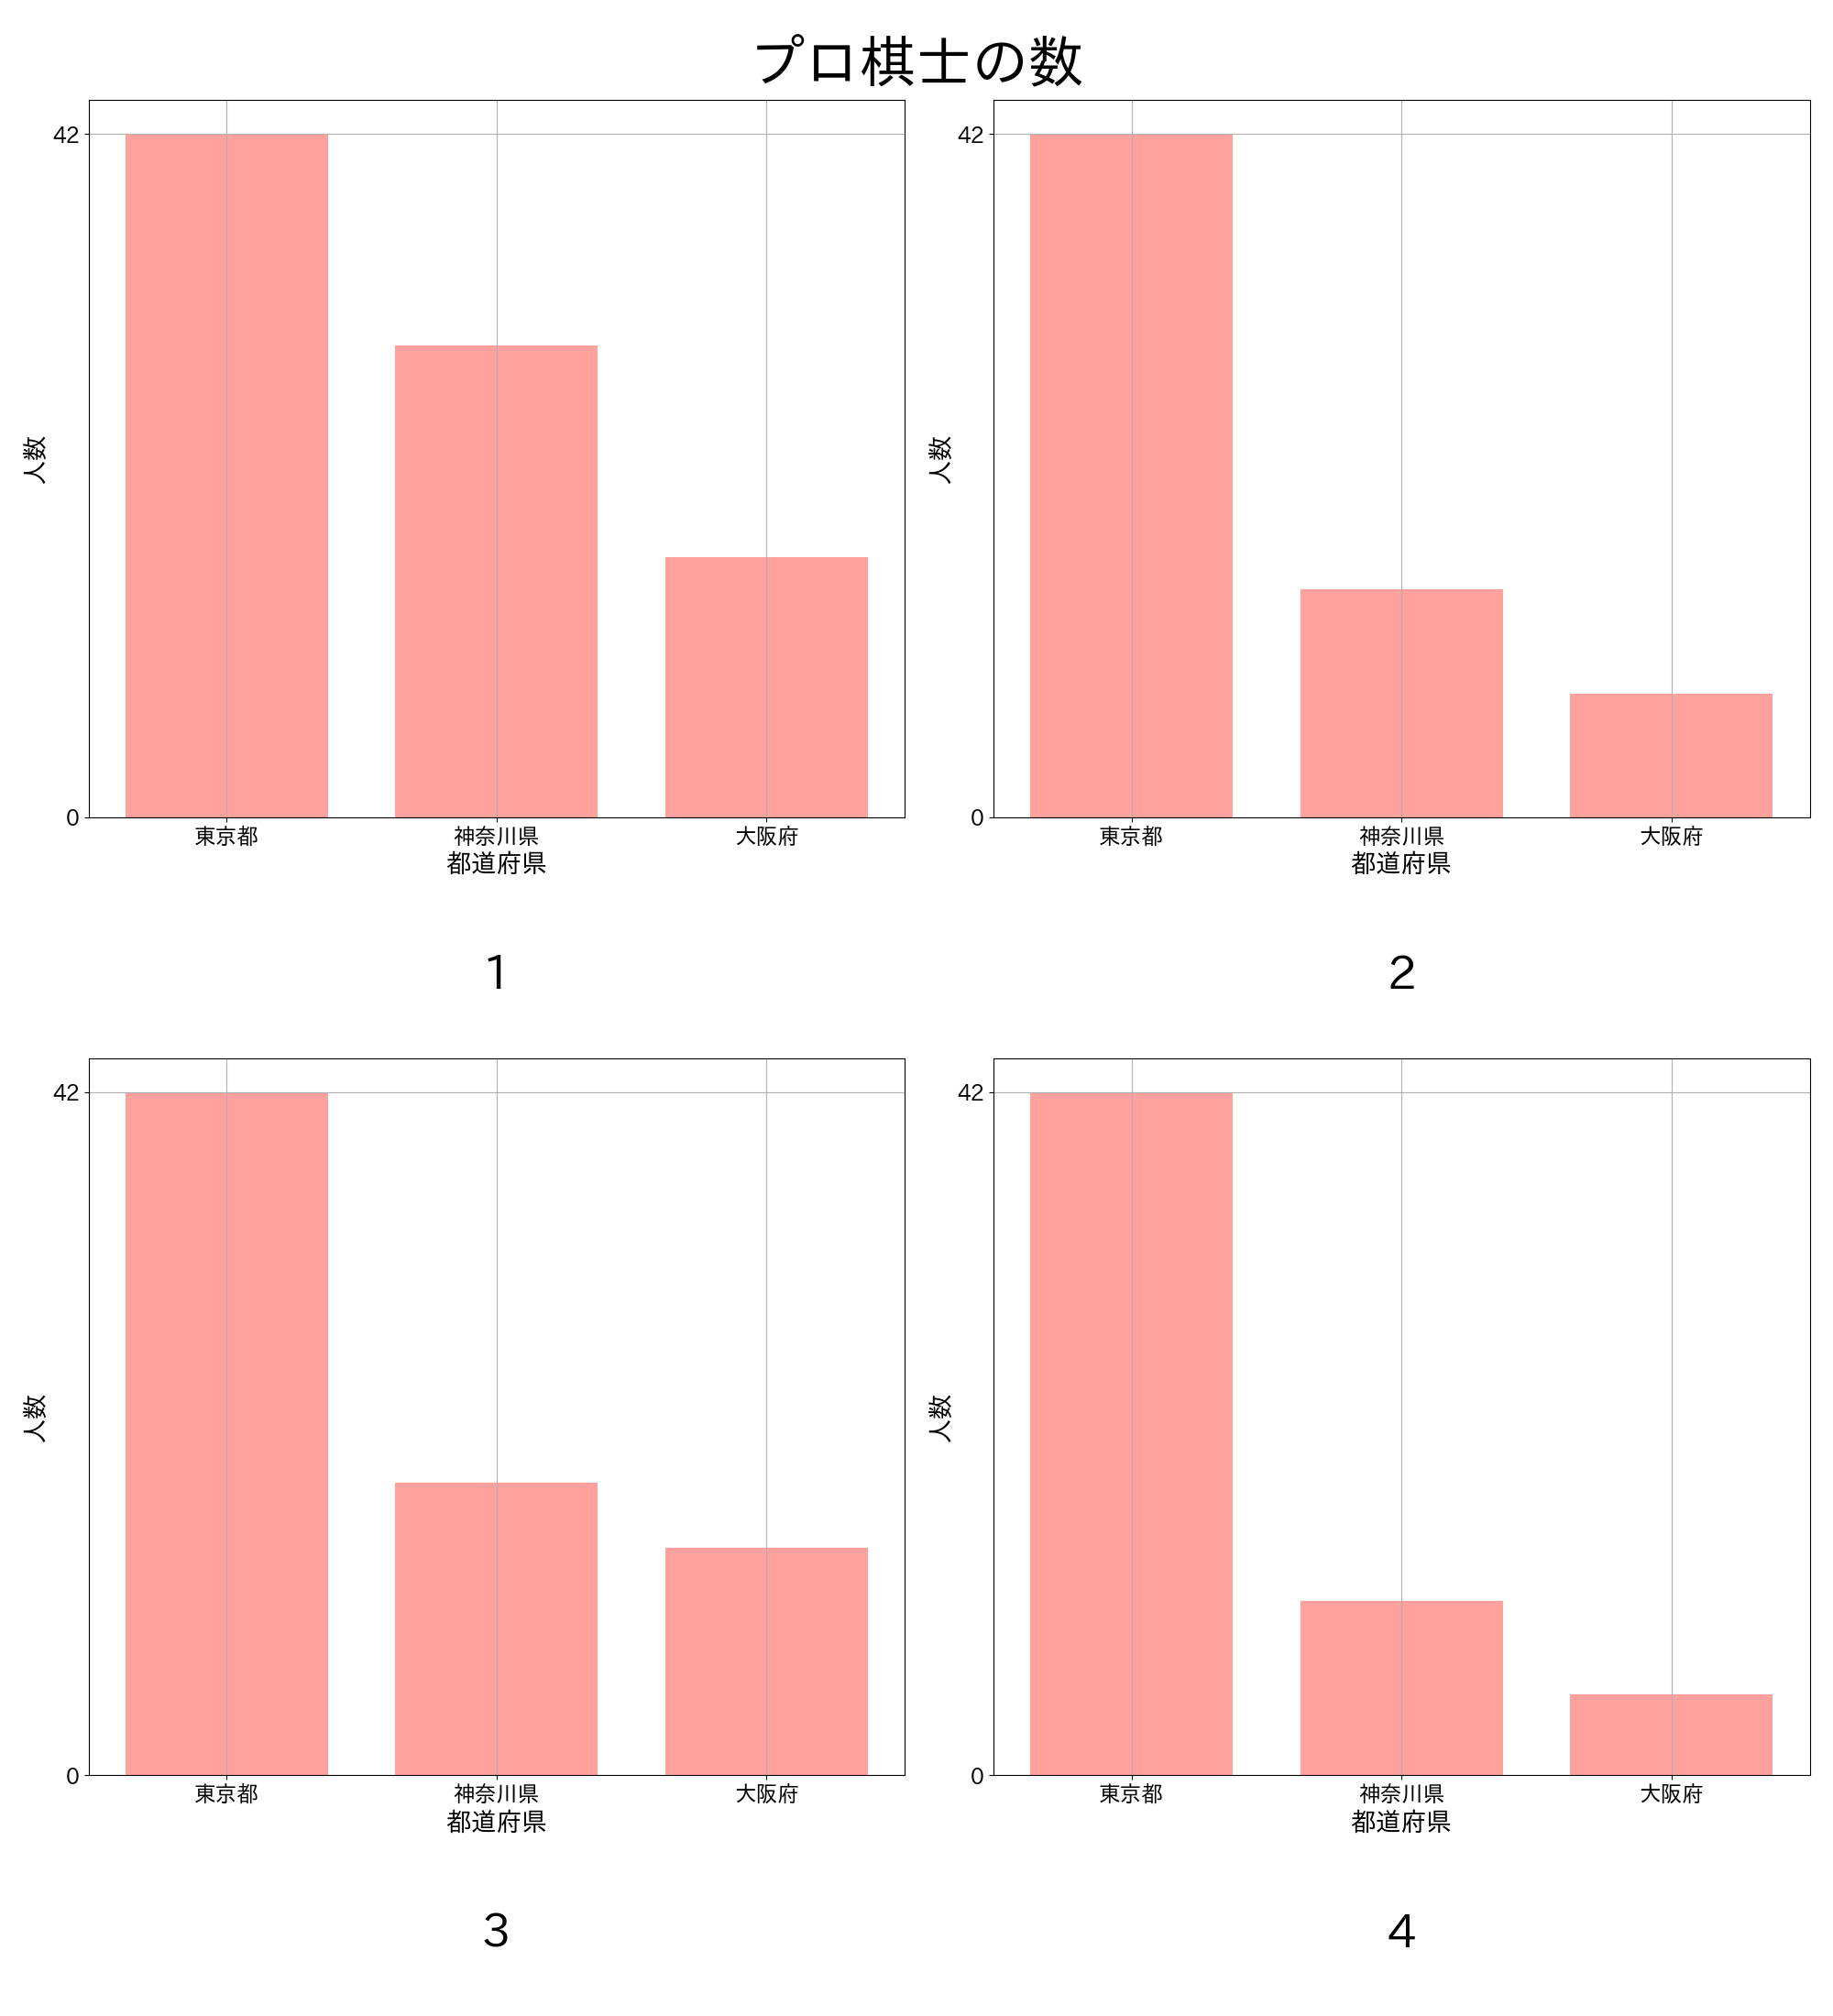 プロ棋士の数
42
0
人数
東京都 神奈川県 大阪府
都道府県
1
42
0
人数
東京都 神奈川県 大阪府
都道府県
2
42
0
人数
東京都 神奈川県 大阪府
都道府県
3
42
0
人数
東京都 神奈川県 大阪府
都道府県
4